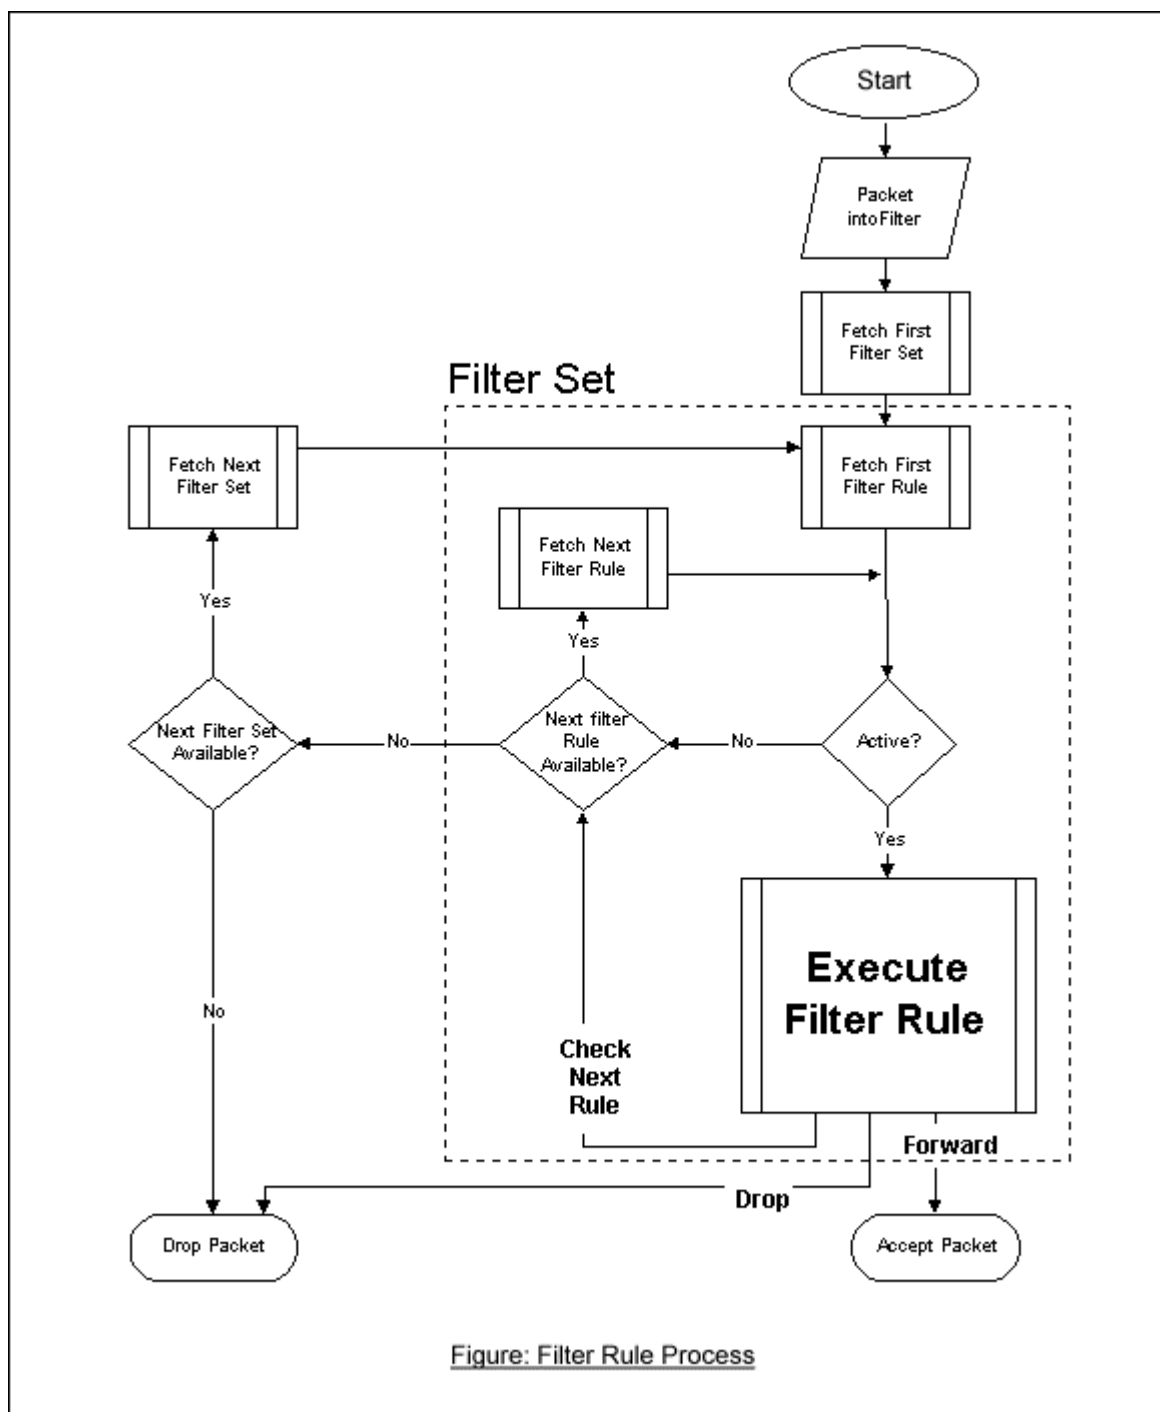 Start
Packet
intoFilter
Fetch First
Filter Set
Filter Set
Fetch Next
Filter Set
Fetch First
Filter Rule
Fetch Next
Filter Rule
Yes
Yes
Next Filter Set
Available?
No
Next filter
Rule
Available?
No
Active?
Yes
Execute
Filter Rule
No
Check
Next
Rule
Forward
Drop
Drop Packet
Accept Packet
Figure: Filter Rule Process